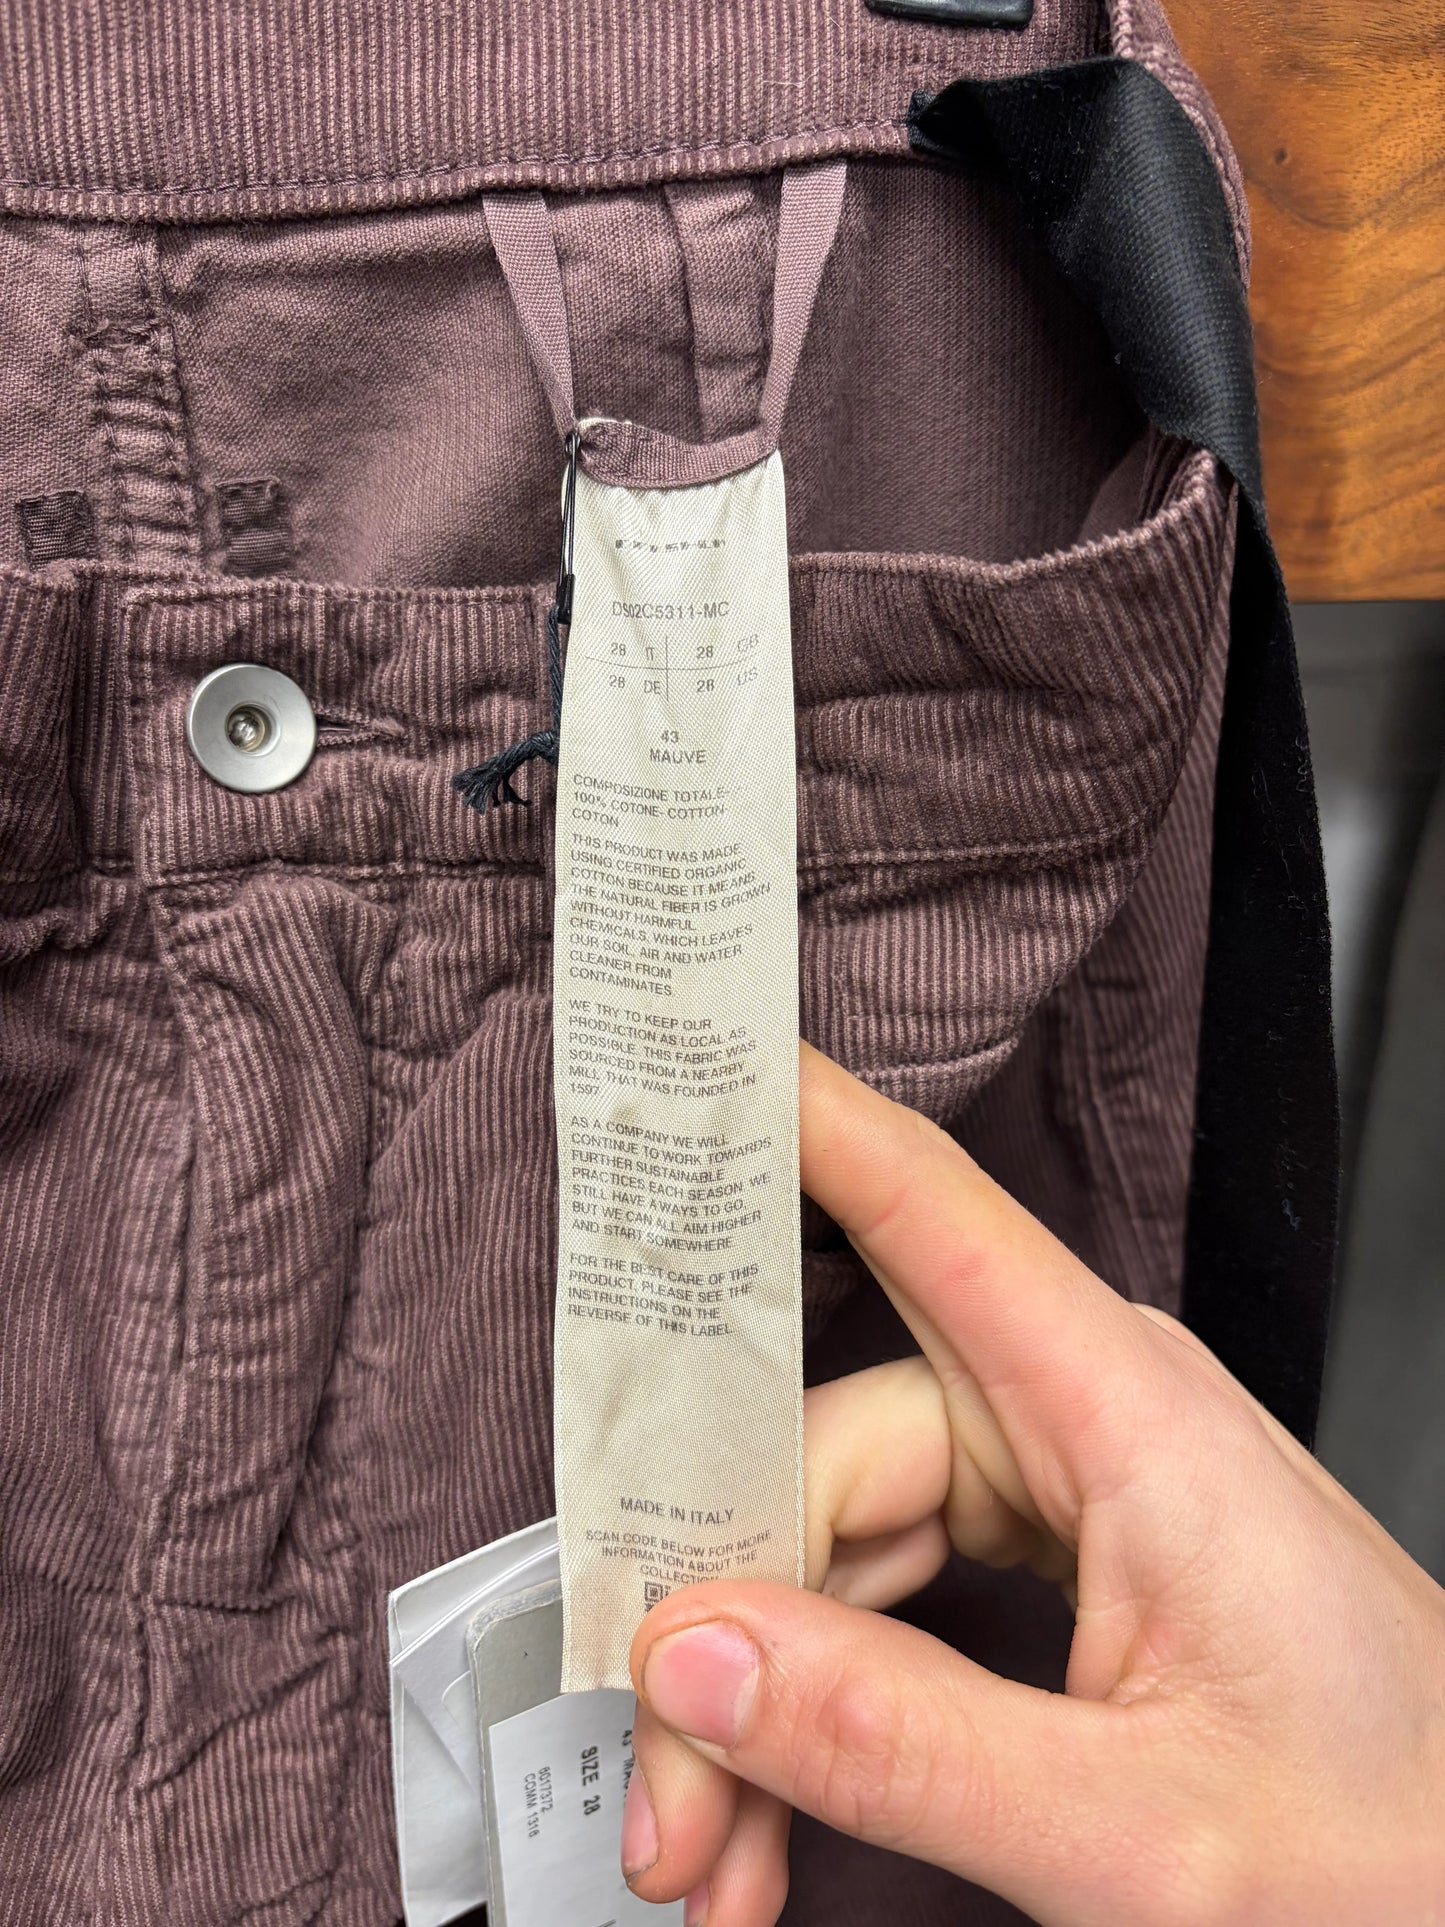 DS02C5311-MC
28 IT 28 GB
28 DE 28 US
43
MAUVE
COMPOSIZIONE TOTALE-
100% COTONE- COTTON-
COTON
THIS PRODUCT WAS MADE
USING CERTIFIED ORGANIC
COTTON BECAUSE IT MEANS
THE NATURAL FIBER IS GROWN
WITHOUT HARMFUL
CHEMICALS, WHICH LEAVES
OUR SOIL, AIR AND WATER
CLEANER FROM
CONTAMINATES.
WE TRY TO KEEP OUR
PRODUCTION AS LOCAL AS
POSSIBLE. THIS FABRIC WAS
SOURCED FROM A NEARBY
MILL THAT WAS FOUNDED IN
1597
AS A COMPANY WE WILL
CONTINUE TO WORK TOWARDS
FURTHER SUSTAINABLE
PRACTICES EACH SEASON. WE
STILL HAVE A WAYS TO GO,
BUT WE CAN ALL AIM HIGHER
AND START SOMEWHERE
FOR THE BEST CARE OF THIS
PRODUCT, PLEASE SEE THE
INSTRUCTIONS ON THE
REVERSE OF THIS LABEL.
MADE IN ITALY
SCAN CODE BELOW FOR MORE
INFORMATION ABOUT THE
COLLECTION
SIZE 28
6017372
COMM 1316